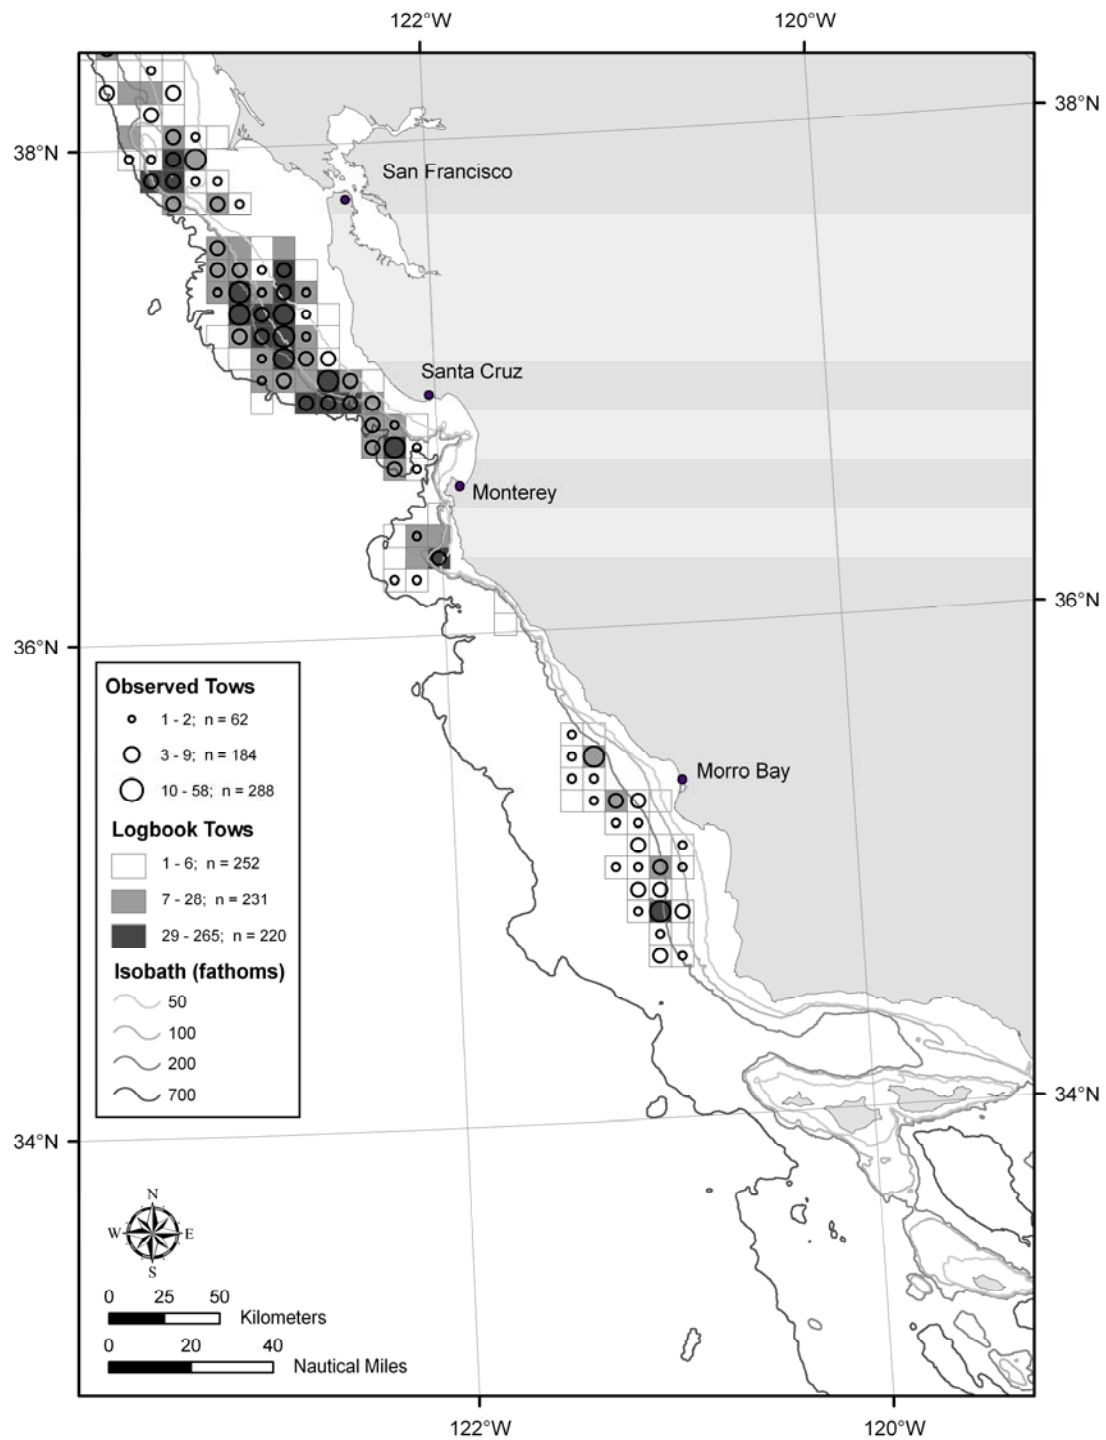 122°W
120°W
38°N
38°N
San Francisco
Santa Cruz
Monterey
36°N
36°N
Observed Tows
1 - 2; n = 62
3 - 9; n = 184
10 - 58; n = 288
Morro Bay
Logbook Tows
1 - 6; n = 252
7 - 28; n = 231
29 - 265; n = 220
Isobath (fathoms)
50
100
200
700
34°N
34°N
N
W E
S
0 25 50
Kilometers
0 20 40
Nautical Miles
122°W
120°W